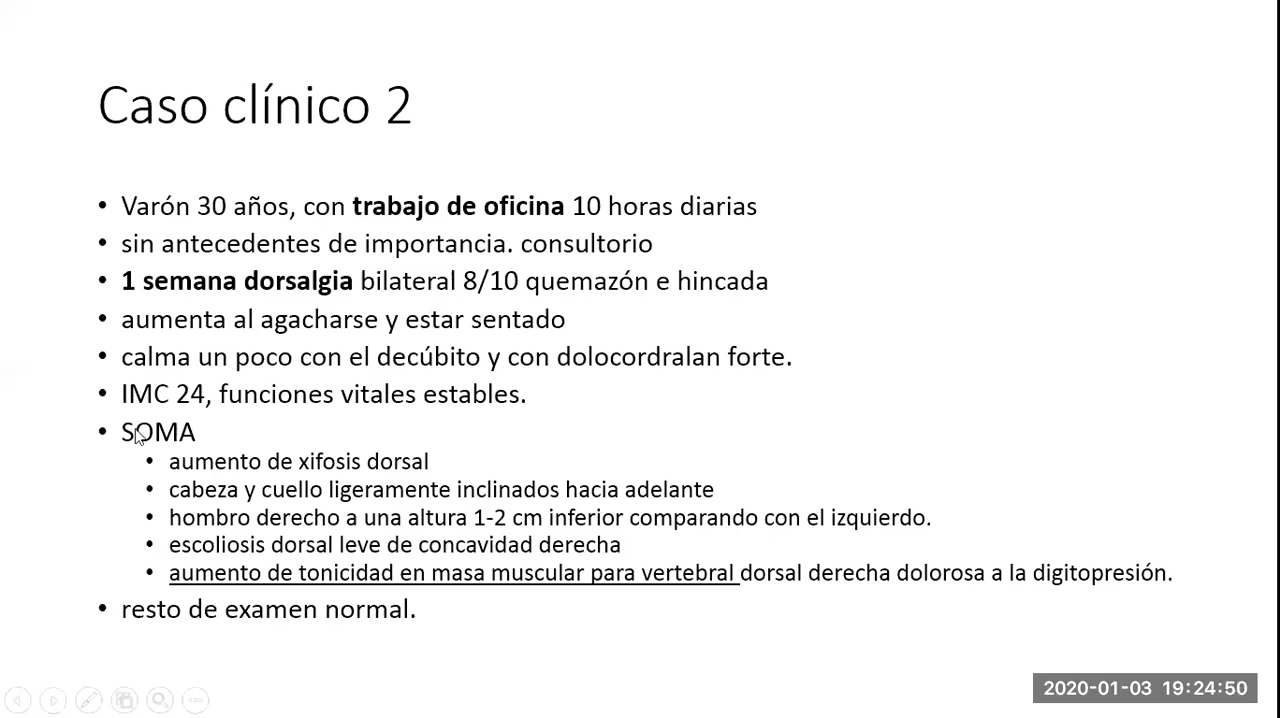 Caso clínico 2
• Varón 30 años, con trabajo de oficina 10 horas diarias
• sin antecedentes de importancia. consultorio
• 1 semana dorsalgia bilateral 8/10 quemazón e hincada
• aumenta al agacharse y estar sentado
• calma un poco con el decúbito y con dolocordralan forte.
• IMC 24, funciones vitales estables.
• SOMA
• aumento de xifosis dorsal
• cabeza y cuello ligeramente inclinados hacia adelante
• hombro derecho a una altura 1-2 cm inferior comparando con el izquierdo.
• escoliosis dorsal leve de concavidad derecha
• aumento de tonicidad en masa muscular para vertebral dorsal derecha dolorosa a la digitopresión.
• resto de examen normal.
2020-01-03 19:24:50